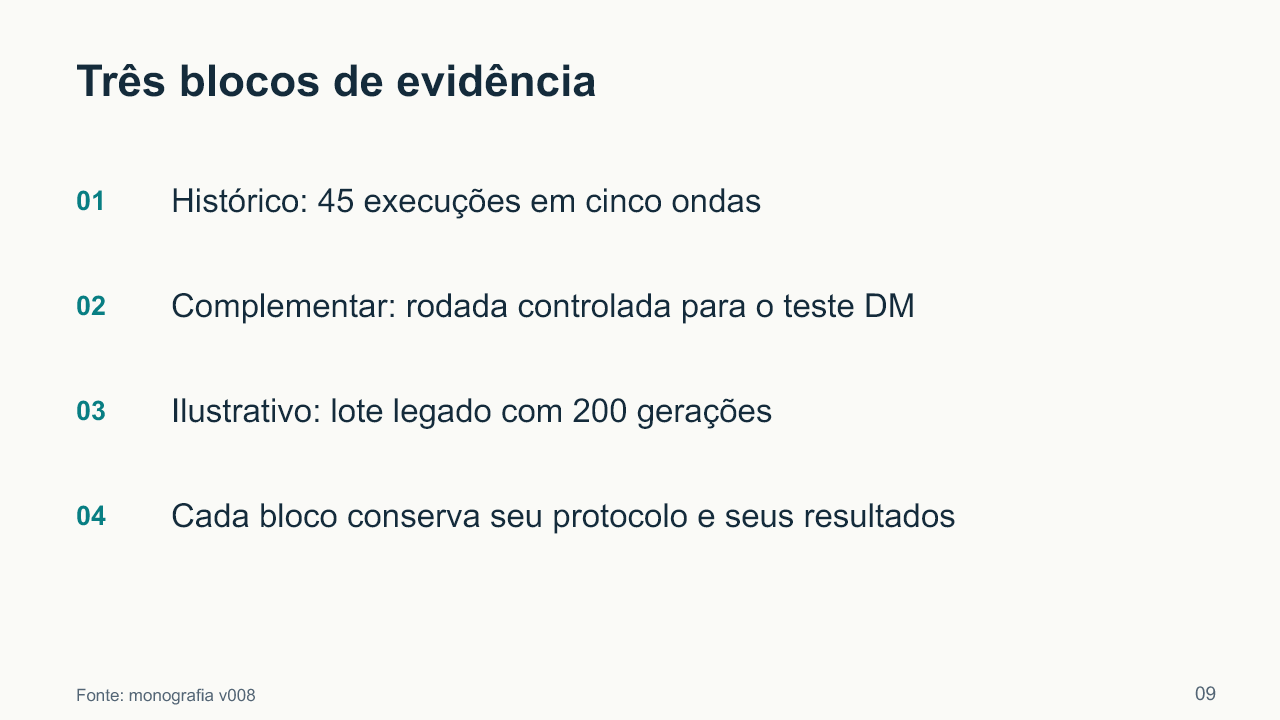 Três blocos de evidência
01 Histórico: 45 execuções em cinco ondas
02 Complementar: rodada controlada para o teste DM
03 Ilustrativo: lote legado com 200 gerações
04 Cada bloco conserva seu protocolo e seus resultados
Fonte: monografia v008
09